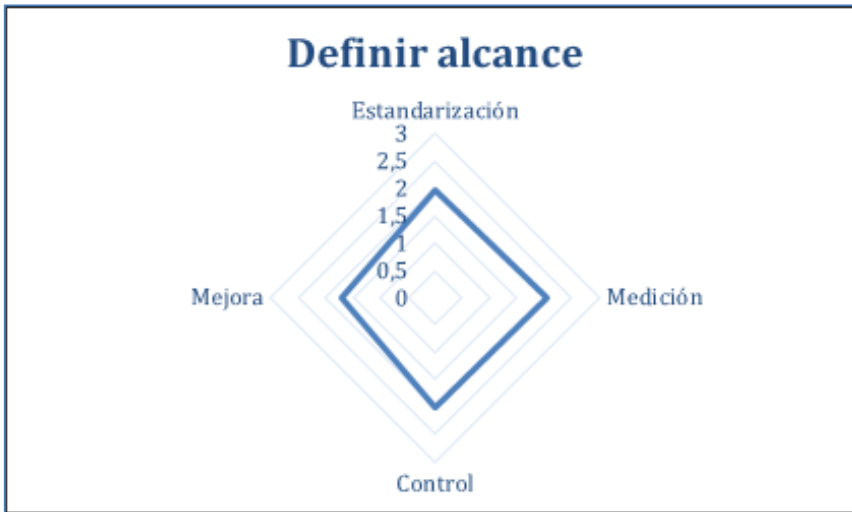 Definir alcance
Estandarización
3
2,5
2
1,5
1
0,5
0
Mejora
Medición
Control